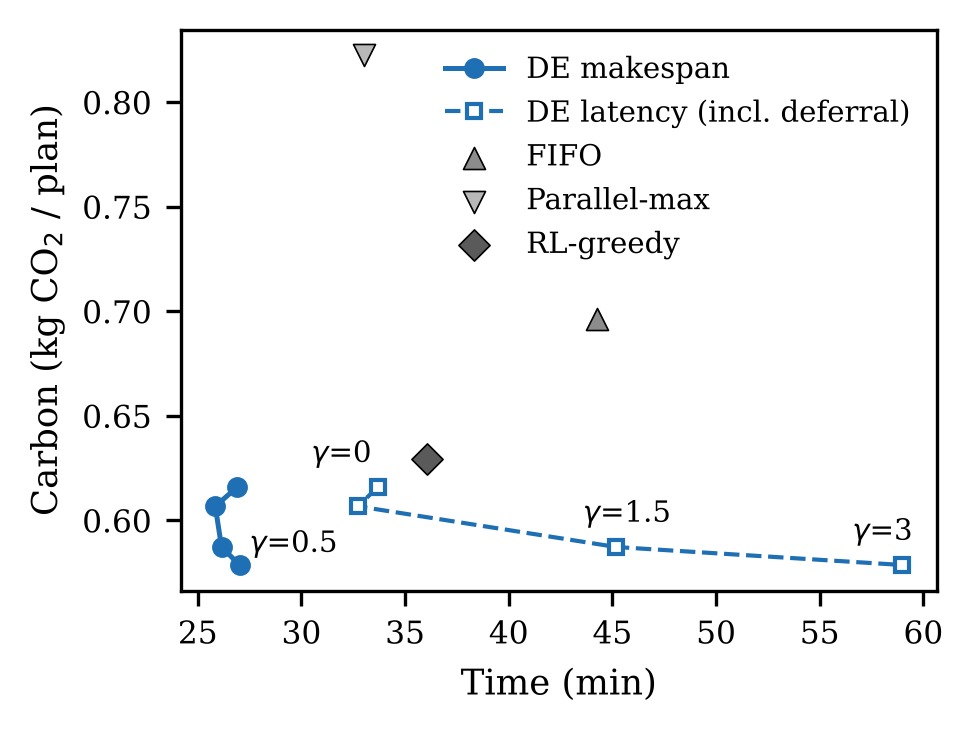 DE makespan
DE latency (incl. deferral)
FIFO
Parallel-max
RL-greedy
Carbon (kg CO₂ / plan)
0.80
0.75
0.70
0.65
0.60
γ=0
γ=0.5
γ=1.5
γ=3
25 30 35 40 45 50 55 60
Time (min)